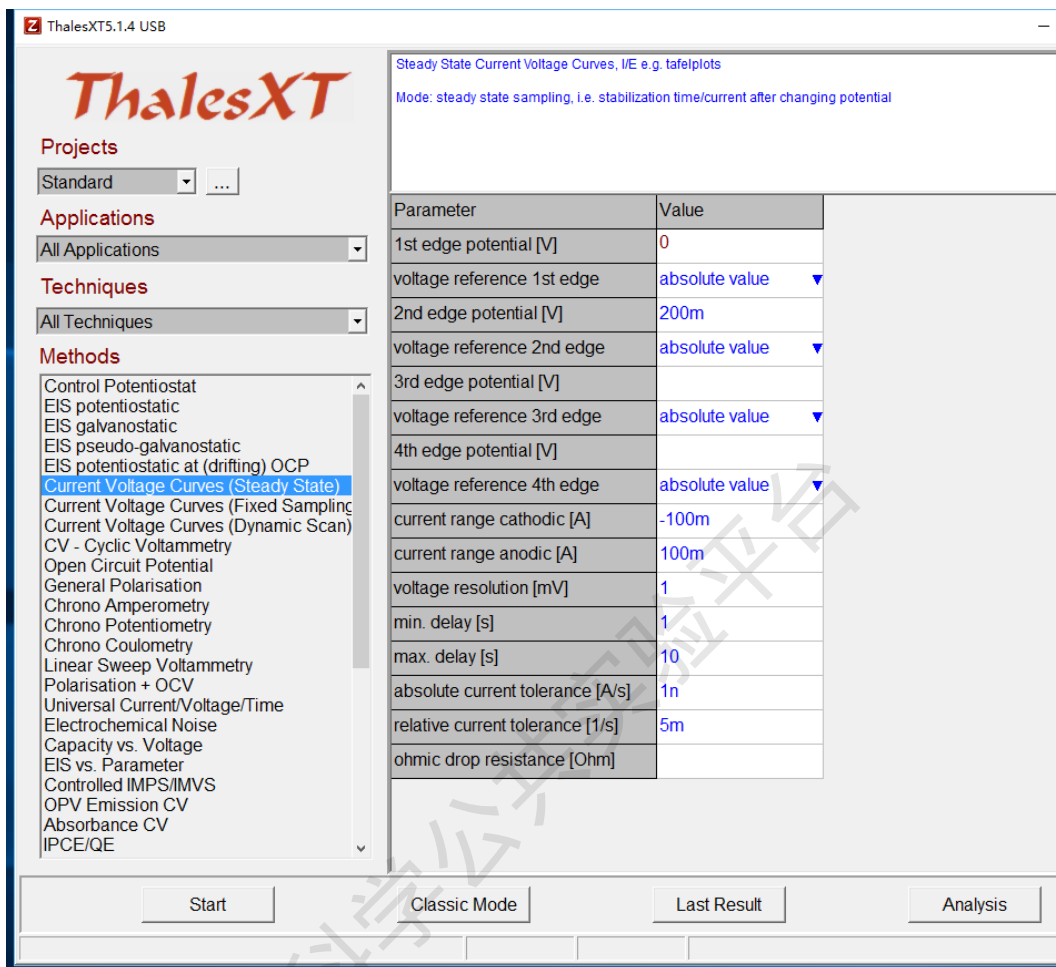 ThalesXT5.1.4 USB
ThalesXT
Projects
Standard
...
Applications
All Applications
Techniques
All Techniques
Methods
Control Potentiostat
EIS potentiostatic
EIS galvanostatic
EIS pseudo-galvanostatic
EIS potentiostatic at (drifting) OCP
Current Voltage Curves (Steady State)
Current Voltage Curves (Fixed Sampling
Current Voltage Curves (Dynamic Scan)
CV - Cyclic Voltammetry
Open Circuit Potential
General Polarisation
Chrono Amperometry
Chrono Potentiometry
Chrono Coulometry
Linear Sweep Voltammetry
Polarisation + OCV
Universal Current/Voltage/Time
Electrochemical Noise
Capacity vs. Voltage
EIS vs. Parameter
Controlled IMPS/IMVS
OPV Emission CV
Absorbance CV
IPCE/QE
Steady State Current Voltage Curves, I/E e.g. tafelplots
Mode: steady state sampling, i.e. stabilization time/current after changing potential
Parameter Value
1st edge potential [V] 0
voltage reference 1st edge absolute value
2nd edge potential [V] 200m
voltage reference 2nd edge absolute value
3rd edge potential [V]
voltage reference 3rd edge absolute value
4th edge potential [V]
voltage reference 4th edge absolute value
current range cathodic [A] -100m
current range anodic [A] 100m
voltage resolution [mV] 1
min. delay [s] 1
max. delay [s] 10
absolute current tolerance [A/s] 1n
relative current tolerance [1/s] 5m
ohmic drop resistance [Ohm]
Start Classic Mode Last Result Analysis
科学公共实验平台